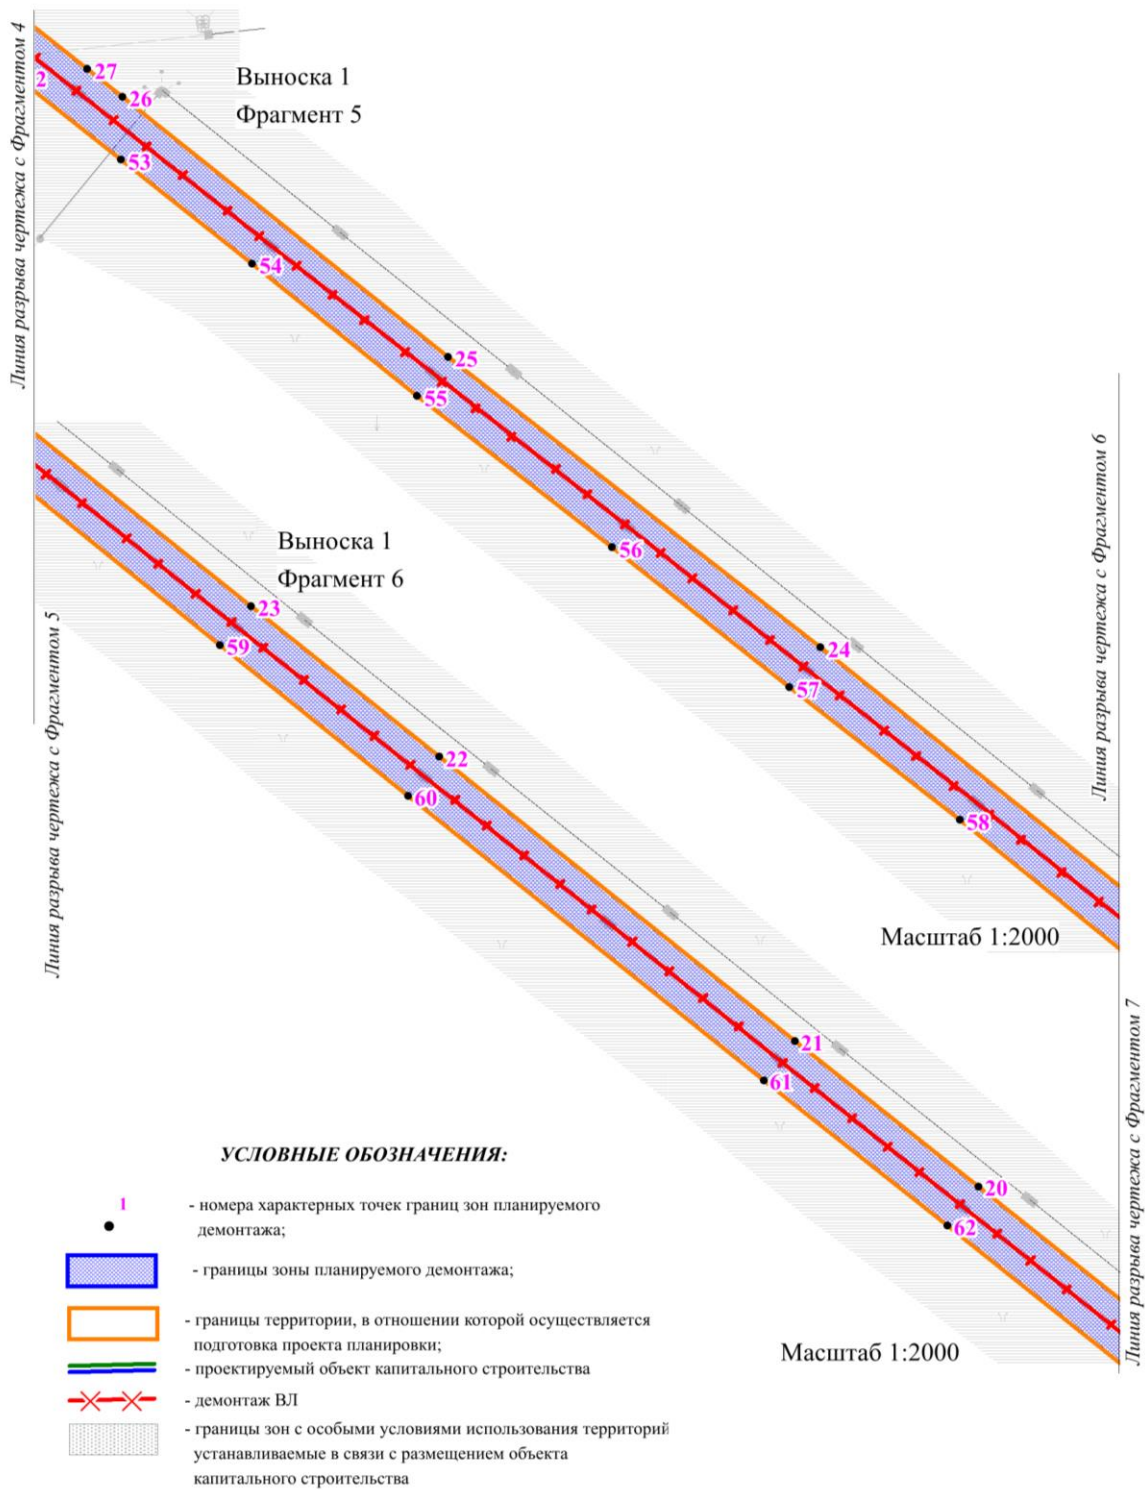 Линия разрыва чертежа с Фрагментом 4
2
27
26
53
Выноска 1
Фрагмент 5
54
25
55
56
24
57
58
Линия разрыва чертежа с Фрагментом 6
Масштаб 1:2000
Линия разрыва чертежа с Фрагментом 5
Выноска 1
Фрагмент 6
23
59
22
60
21
61
20
62
Линия разрыва чертежа с Фрагментом 7
Масштаб 1:2000
УСЛОВНЫЕ ОБОЗНАЧЕНИЯ:
1
- номера характерных точек границ зон планируемого
демонтажа;
- границы зоны планируемого демонтажа;
- границы территории, в отношении которой осуществляется
подготовка проекта планировки;
- проектируемый объект капитального строительства
- демонтаж ВЛ
- границы зон с особыми условиями использования территорий
устанавливаемые в связи с размещением объекта
капитального строительства